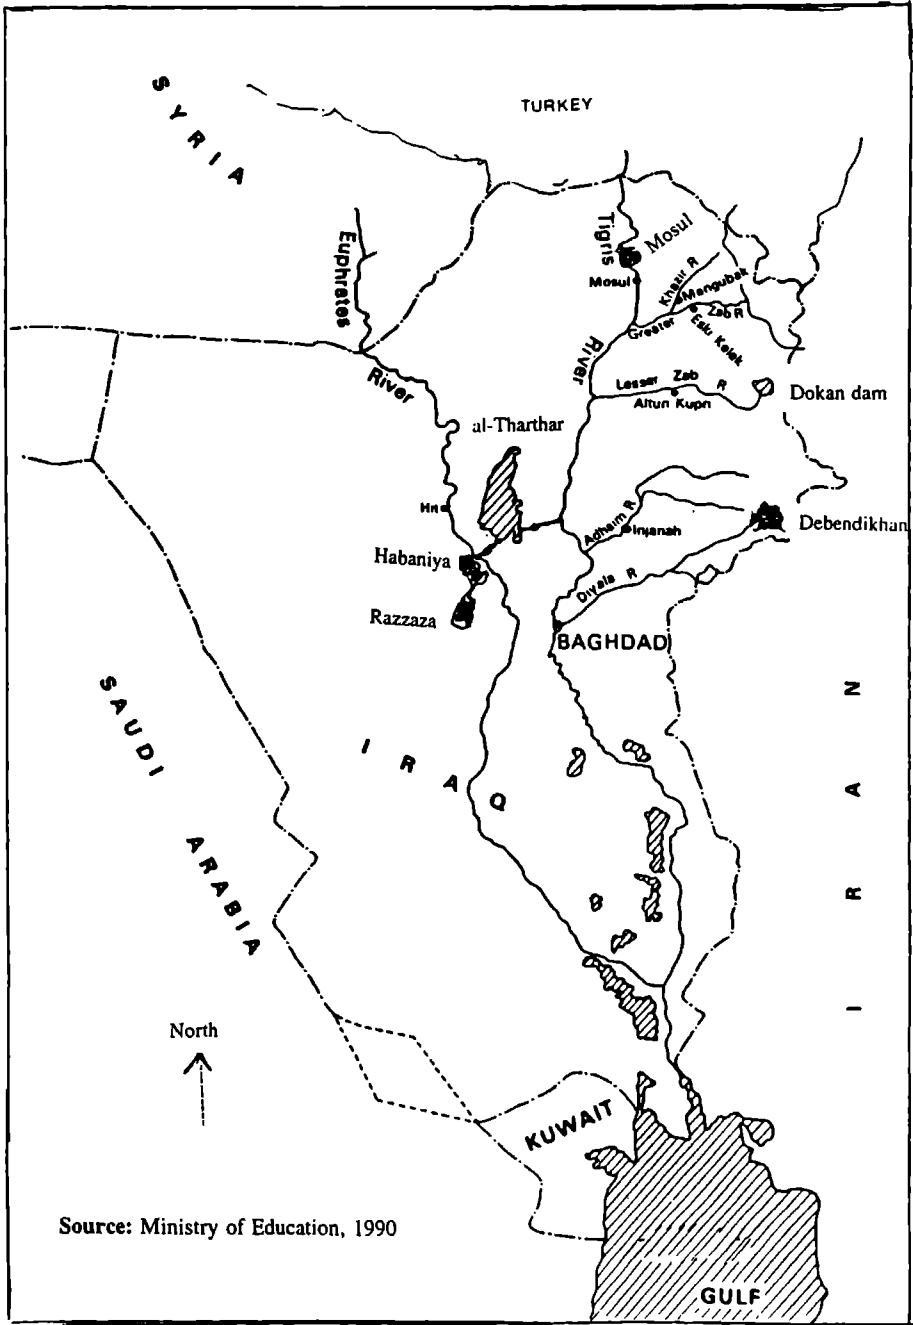 TURKEY
SYRIA
Tigris
Mosul
Mosul
Euphrates
Khazir R
Mangubak
Greater Zab R
Eski Kelek
River
River
Lesser Zab R
Altun Kupri
Dokan dam
al-Tharthar
Hit
Adhaim R
Injanah
Debendikhan
Habaniya
Diyala R
Razzaza
BAGHDAD
SAUDI ARABIA
IRAQ
IRAN
North
KUWAIT
Source: Ministry of Education, 1990
GULF